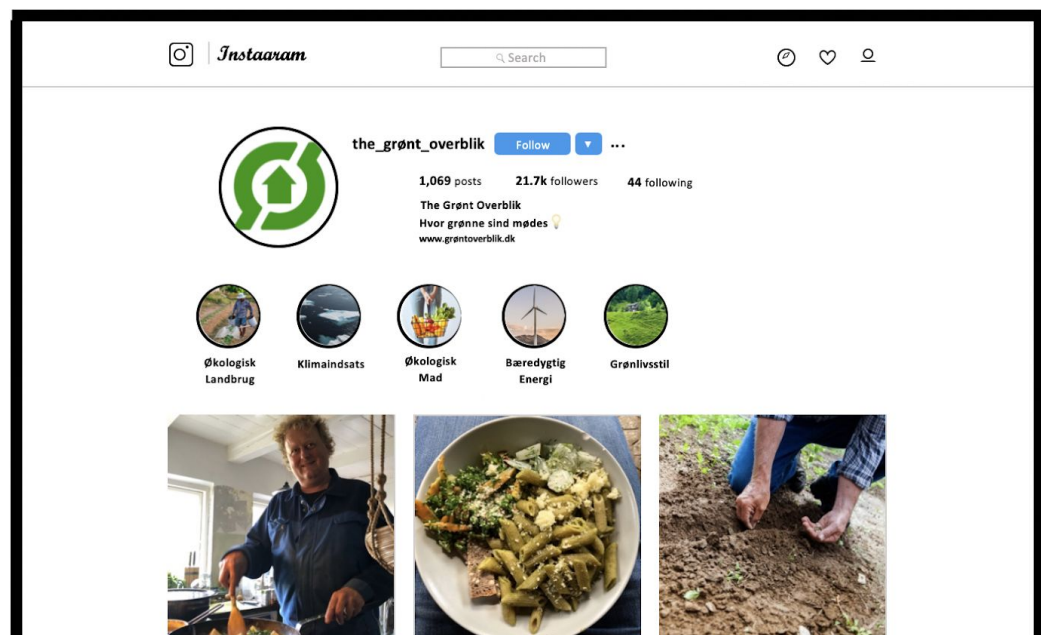 Instaaram
Search
the_grønt_overblik Follow ▼ ...
1,069 posts 21.7k followers 44 following
The Grønt Overblik
Hvor grønne sind mødes 💡
www.grøntoverblik.dk
Økologisk
Landbrug
Klimaindsats
Økologisk
Mad
Bæredygtig
Energi
Grønlivsstil